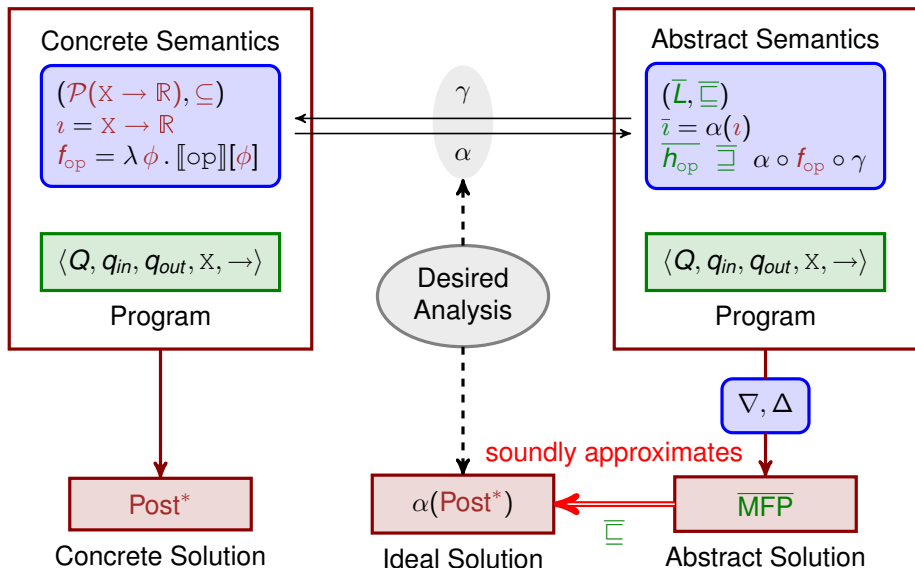 Concrete Semantics
(𝒫(X → ℝ), ⊆)
ı = X → ℝ
f_op = λ ϕ . ⟦op⟧[ϕ]
⟨Q, q_in, q_out, X, →⟩
Program
γ
α
Desired
Analysis
Abstract Semantics
(L̅, ⊑̅)
ı̅ = α(ı)
h̅_op̅ ⊒̅ α ∘ f_op ∘ γ
⟨Q, q_in, q_out, X, →⟩
Program
∇, Δ
soundly approximates
Post*
Concrete Solution
α(Post*)
Ideal Solution
⊑̅
M̅F̅P̅
Abstract Solution